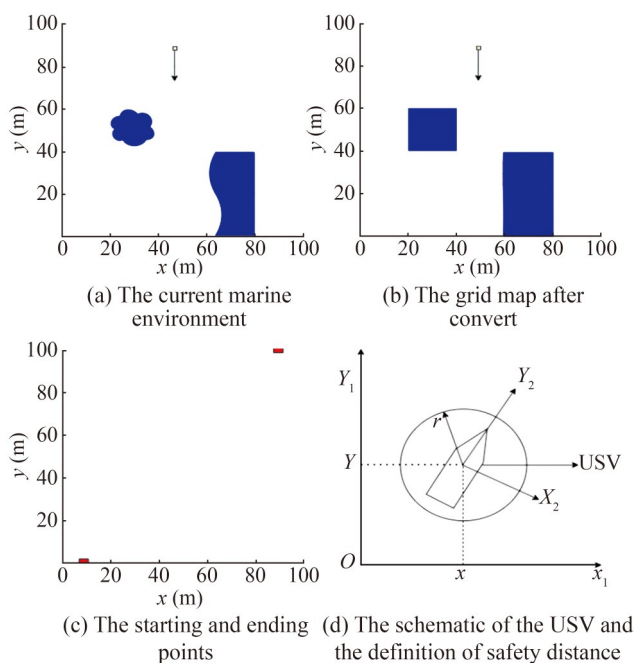 100
80
60
40
20
0 20 40 60 80 100
y (m)
x (m)
(a) The current marine
environment
100
80
60
40
20
0 20 40 60 80 100
y (m)
x (m)
(b) The grid map after
convert
100
80
60
40
20
0 20 40 60 80 100
y (m)
x (m)
(c) The starting and ending
points
Y₁
Y₂
r
Y
USV
X₂
O
x
x₁
(d) The schematic of the USV and
the definition of safety distance